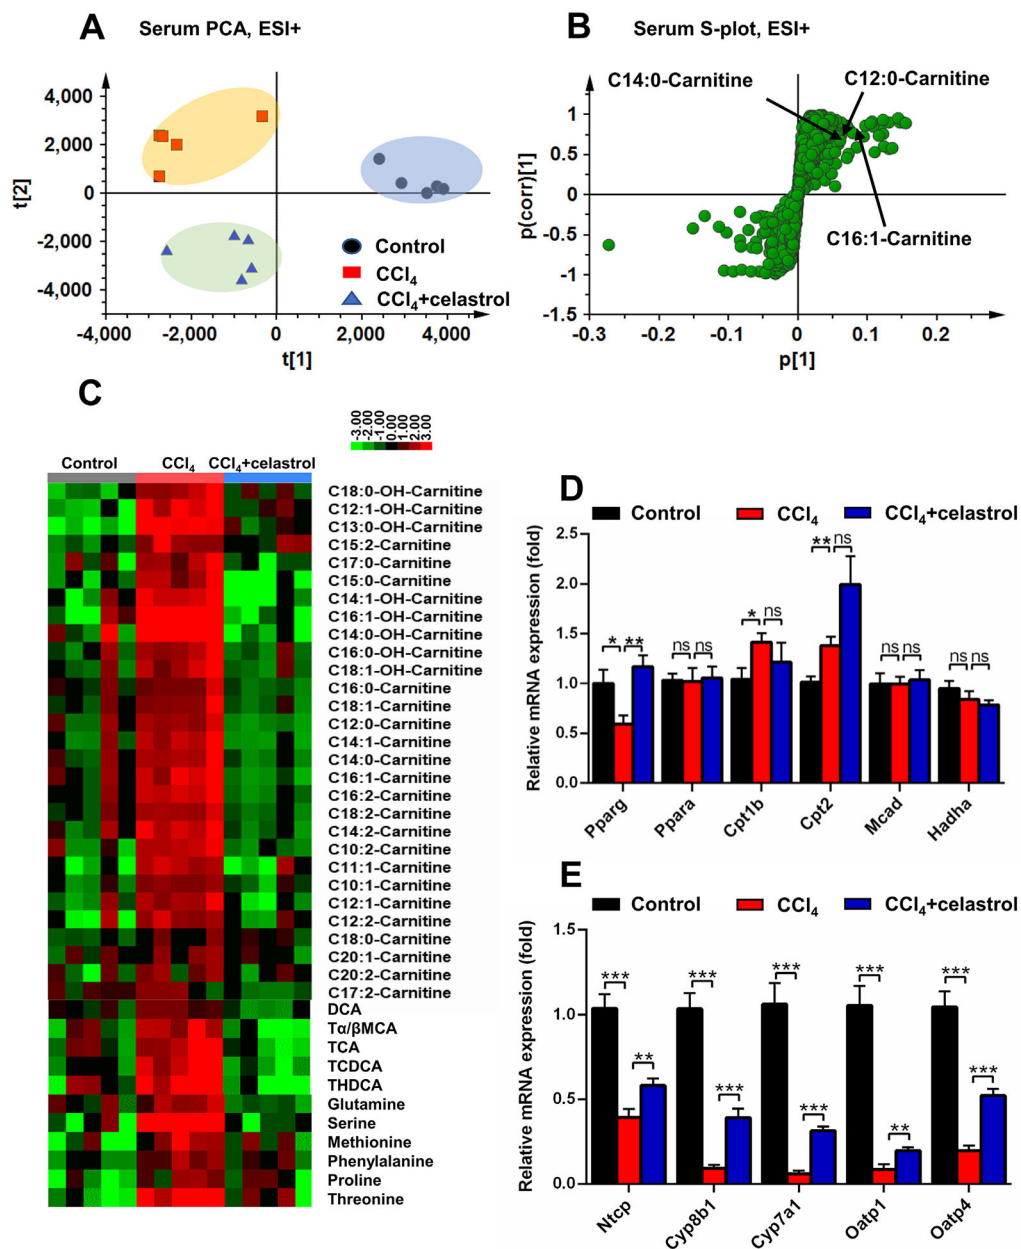 A Serum PCA, ESI+
4,000
2,000
0
-2,000
-4,000
t[2]
-4,000 -2,000 0 2,000 4,000
t[1]
Control
CCl4
CCl4+celastrol
B Serum S-plot, ESI+
C14:0-Carnitine C12:0-Carnitine
C16:1-Carnitine
1
0.5
0
-0.5
-1
-1.5
p(corr)[1]
-0.3 -0.2 -0.1 0 0.1 0.2
p[1]
C
-3.00 -2.00 -1.00 0.00 1.00 2.00 3.00
Control CCl4 CCl4+celastrol
C18:0-OH-Carnitine
C12:1-OH-Carnitine
C13:0-OH-Carnitine
C15:2-Carnitine
C17:0-Carnitine
C15:0-Carnitine
C14:1-OH-Carnitine
C16:1-OH-Carnitine
C14:0-OH-Carnitine
C16:0-OH-Carnitine
C18:1-OH-Carnitine
C16:0-Carnitine
C18:1-Carnitine
C12:0-Carnitine
C14:1-Carnitine
C14:0-Carnitine
C16:1-Carnitine
C16:2-Carnitine
C18:2-Carnitine
C14:2-Carnitine
C10:2-Carnitine
C11:1-Carnitine
C10:1-Carnitine
C12:1-Carnitine
C12:2-Carnitine
C18:0-Carnitine
C20:1-Carnitine
C20:2-Carnitine
C17:2-Carnitine
DCA
Tα/βMCA
TCA
TCDCA
THDCA
Glutamine
Serine
Methionine
Phenylalanine
Proline
Threonine
D
Control CCl4 CCl4+celastrol
Relative mRNA expression (fold)
2.5
2.0
1.5
1.0
0.5
0.0
* ** ns ns * ns ** ns ns ns ns ns
Pparg Ppara Cpt1b Cpt2 Mcad Hadha
E
Control CCl4 CCl4+celastrol
Relative mRNA expression (fold)
1.5
1.0
0.5
0.0
*** *** *** *** ***
** *** *** ** ***
Ntcp Cyp8b1 Cyp7a1 Oatp1 Oatp4